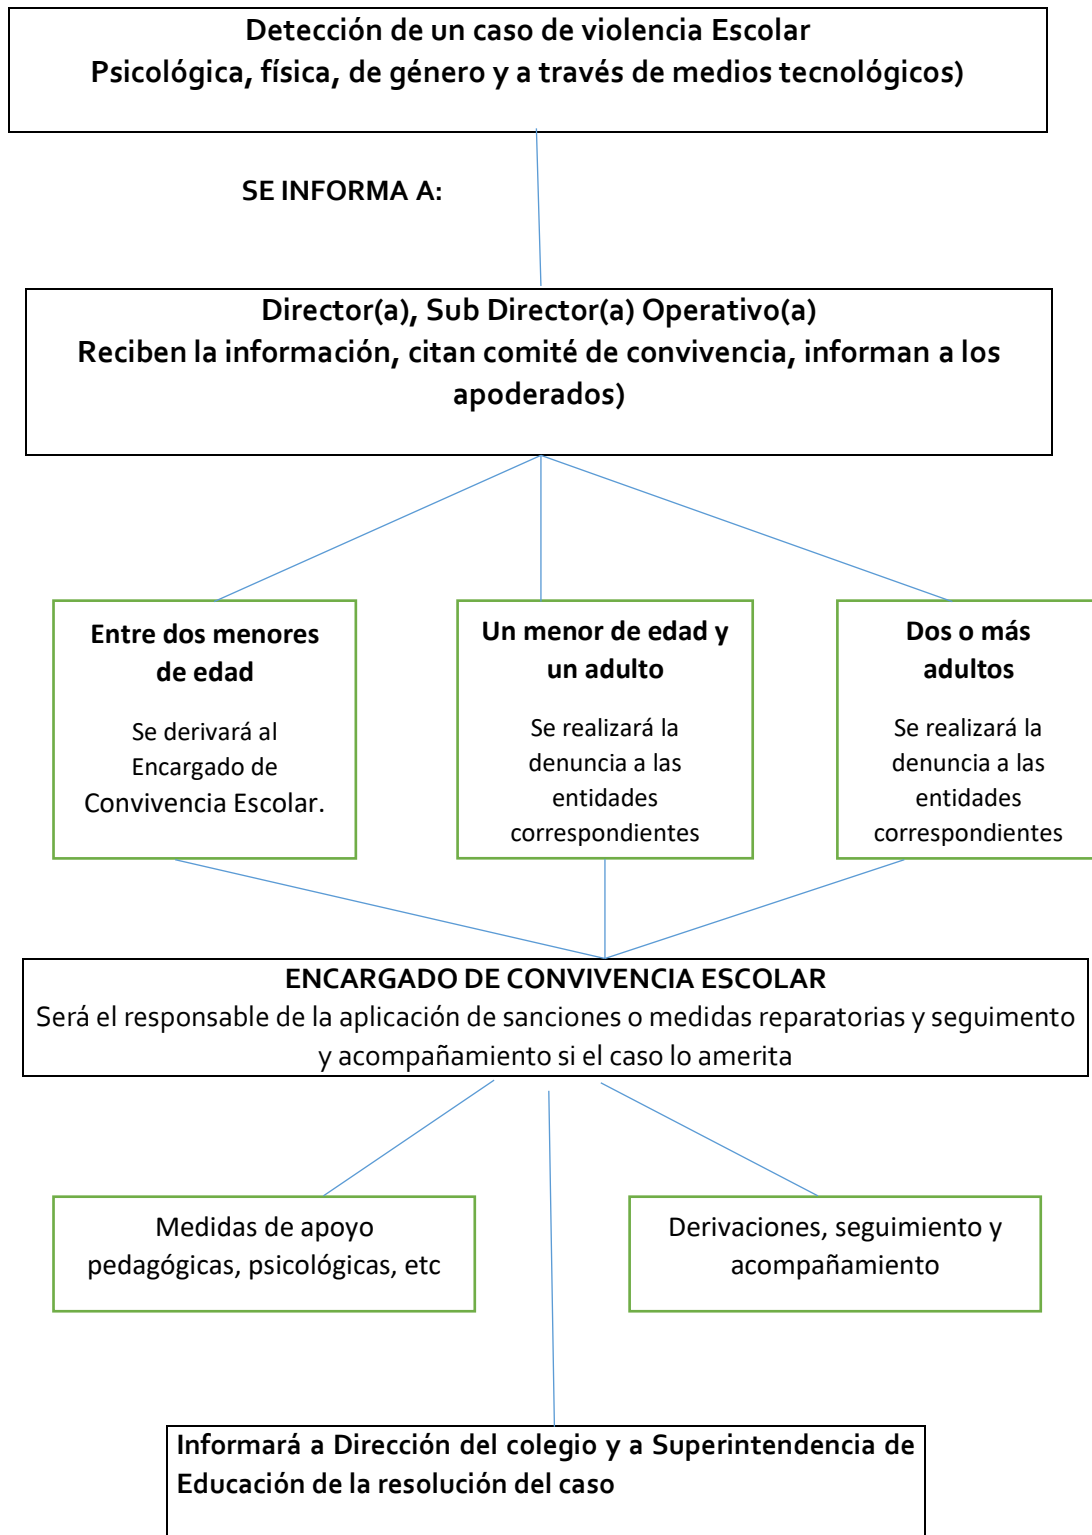 Detección de un caso de violencia Escolar
Psicológica, física, de género y a través de medios tecnológicos)
SE INFORMA A:
Director(a), Sub Director(a) Operativo(a)
Reciben la información, citan comité de convivencia, informan a los
apoderados)
Entre dos menores
de edad
Se derivará al
Encargado de
Convivencia Escolar.
Un menor de edad y
un adulto
Se realizará la
denuncia a las
entidades
correspondientes
Dos o más
adultos
Se realizará la
denuncia a las
entidades
correspondientes
ENCARGADO DE CONVIVENCIA ESCOLAR
Será el responsable de la aplicación de sanciones o medidas reparatorias y seguimento
y acompañamiento si el caso lo amerita
Medidas de apoyo
pedagógicas, psicológicas, etc
Derivaciones, seguimiento y
acompañamiento
Informará a Dirección del colegio y a Superintendencia de
Educación de la resolución del caso